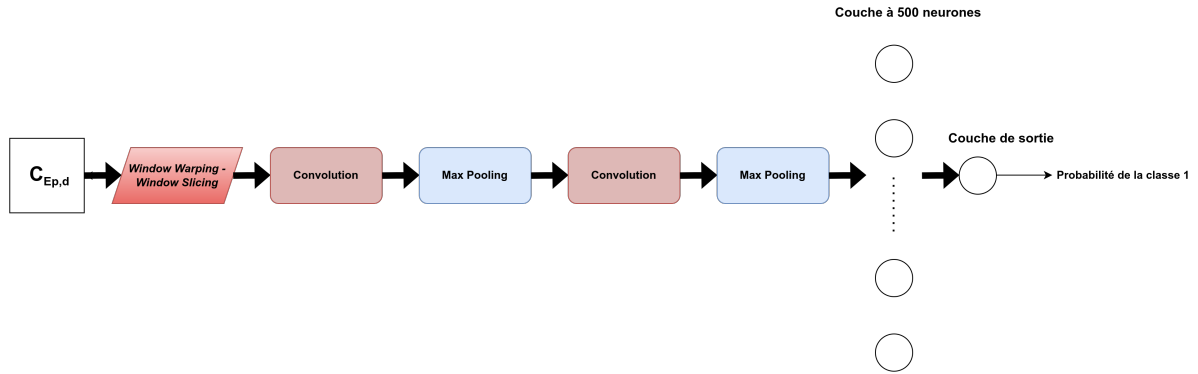 Couche à 500 neurones
C Ep,d
Window Warping -
Window Slicing
Convolution
Max Pooling
Convolution
Max Pooling
Couche de sortie
Probabilité de la classe 1